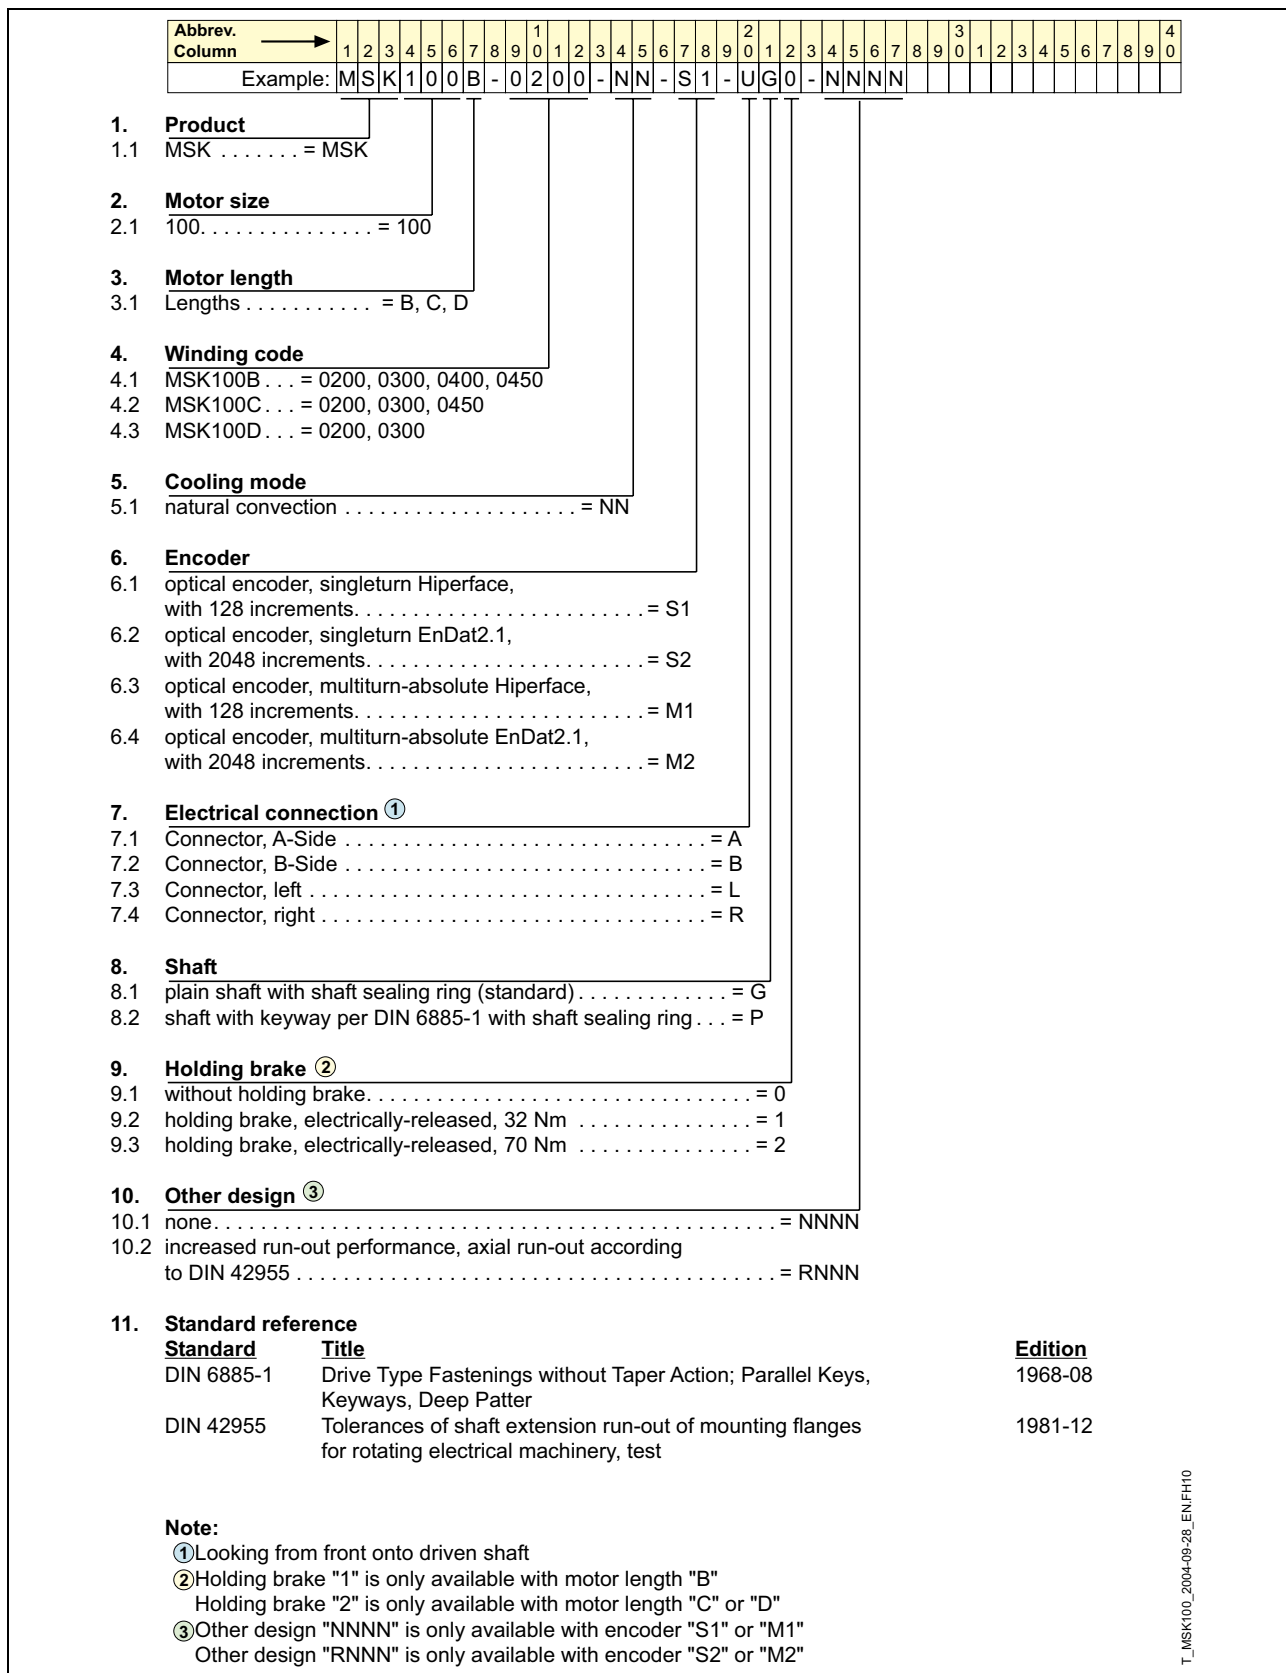 Abbrev.
Column 1 2 3 4 5 6 7 8 9 10 1 2 3 4 5 6 7 8 9 20 1 2 3 4 5 6 7 8 9 30 1 2 3 4 5 6 7 8 9 40
Example: M S K 1 0 0 B - 0 2 0 0 - N N - S 1 - U G 0 - N N N N
1. Product
1.1 MSK . . . . . . . = MSK
2. Motor size
2.1 100. . . . . . . . . . . . . . . = 100
3. Motor length
3.1 Lengths . . . . . . . . . . . = B, C, D
4. Winding code
4.1 MSK100B . . . = 0200, 0300, 0400, 0450
4.2 MSK100C . . . = 0200, 0300, 0450
4.3 MSK100D . . . = 0200, 0300
5. Cooling mode
5.1 natural convection . . . . . . . . . . . . . . . . . . . . = NN
6. Encoder
6.1 optical encoder, singleturn Hiperface,
with 128 increments. . . . . . . . . . . . . . . . . . . . . . . . . = S1
6.2 optical encoder, singleturn EnDat2.1,
with 2048 increments. . . . . . . . . . . . . . . . . . . . . . . . = S2
6.3 optical encoder, multiturn-absolute Hiperface,
with 128 increments. . . . . . . . . . . . . . . . . . . . . . . . . = M1
6.4 optical encoder, multiturn-absolute EnDat2.1,
with 2048 increments. . . . . . . . . . . . . . . . . . . . . . . . = M2
7. Electrical connection 1
7.1 Connector, A-Side . . . . . . . . . . . . . . . . . . . . . . . . . . . . . . . = A
7.2 Connector, B-Side . . . . . . . . . . . . . . . . . . . . . . . . . . . . . . . = B
7.3 Connector, left . . . . . . . . . . . . . . . . . . . . . . . . . . . . . . . . . . = L
7.4 Connector, right . . . . . . . . . . . . . . . . . . . . . . . . . . . . . . . . . = R
8. Shaft
8.1 plain shaft with shaft sealing ring (standard) . . . . . . . . . . . . . = G
8.2 shaft with keyway per DIN 6885-1 with shaft sealing ring . . . = P
9. Holding brake 2
9.1 without holding brake. . . . . . . . . . . . . . . . . . . . . . . . . . . . . . . . . = 0
9.2 holding brake, electrically-released, 32 Nm . . . . . . . . . . . . . . . = 1
9.3 holding brake, electrically-released, 70 Nm . . . . . . . . . . . . . . . = 2
10. Other design 3
10.1 none. . . . . . . . . . . . . . . . . . . . . . . . . . . . . . . . . . . . . . . . . . . . . . . . = NNNN
10.2 increased run-out performance, axial run-out according
to DIN 42955 . . . . . . . . . . . . . . . . . . . . . . . . . . . . . . . . . . . . . . . . . = RNNN
11. Standard reference
Standard Title Edition
DIN 6885-1 Drive Type Fastenings without Taper Action; Parallel Keys, 1968-08
Keyways, Deep Patter
DIN 42955 Tolerances of shaft extension run-out of mounting flanges 1981-12
for rotating electrical machinery, test
Note:
1 Looking from front onto driven shaft
2 Holding brake "1" is only available with motor length "B"
Holding brake "2" is only available with motor length "C" or "D"
3 Other design "NNNN" is only available with encoder "S1" or "M1"
Other design "RNNN" is only available with encoder "S2" or "M2"
T_MSK100_2004-09-28_EN.FH10